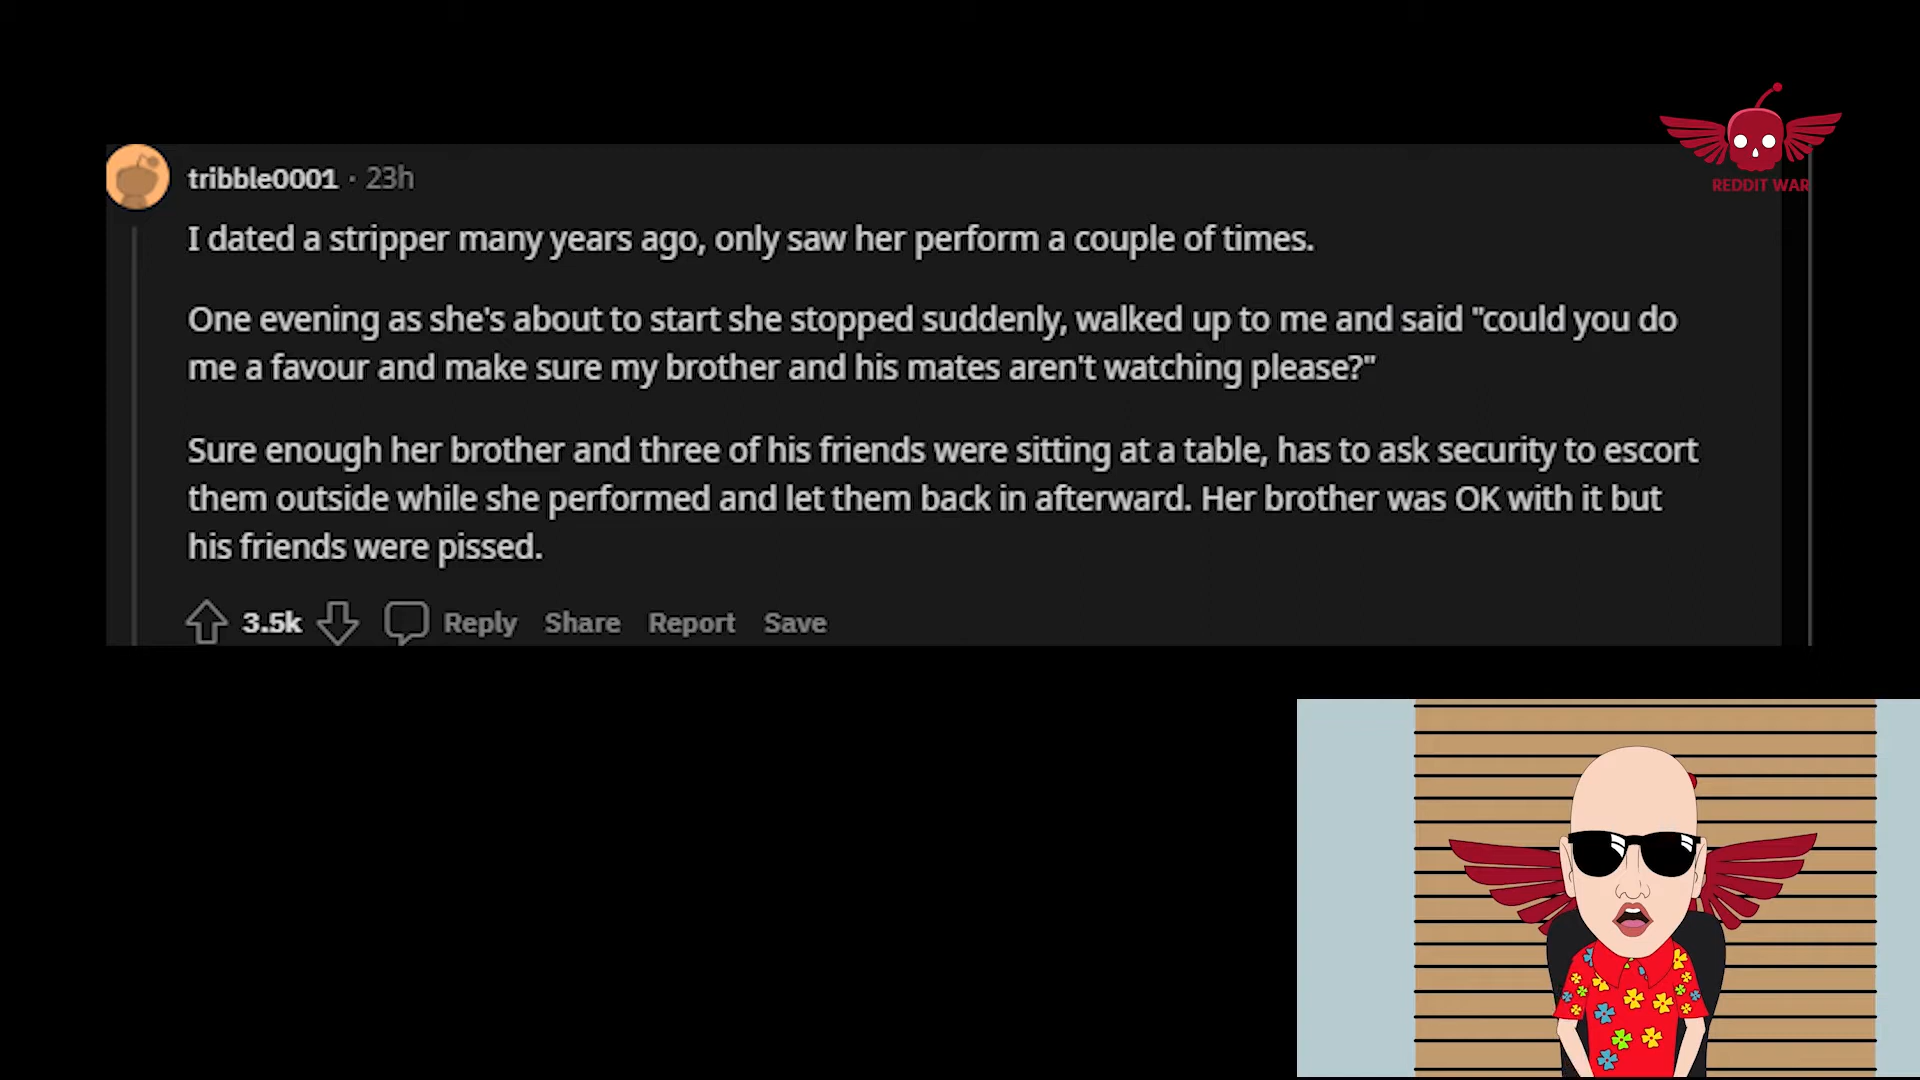 REDDIT WAR
tribble0001 · 23h
I dated a stripper many years ago, only saw her perform a couple of times.
One evening as she's about to start she stopped suddenly, walked up to me and said "could you do
me a favour and make sure my brother and his mates aren't watching please?"
Sure enough her brother and three of his friends were sitting at a table, has to ask security to escort
them outside while she performed and let them back in afterward. Her brother was OK with it but
his friends were pissed.
3.5k Reply Share Report Save